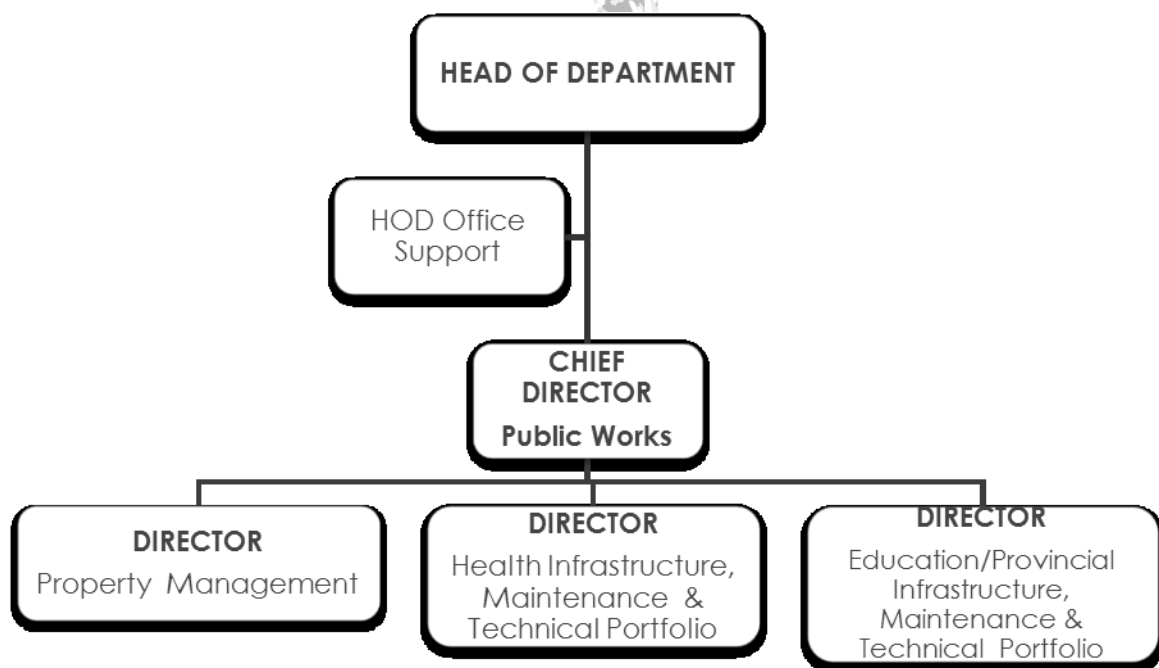 HEAD OF DEPARTMENT
HOD Office
Support
CHIEF
DIRECTOR
Public Works
DIRECTOR
Property Management
DIRECTOR
Health Infrastructure,
Maintenance &
Technical Portfolio
DIRECTOR
Education/Provincial
Infrastructure,
Maintenance &
Technical Portfolio